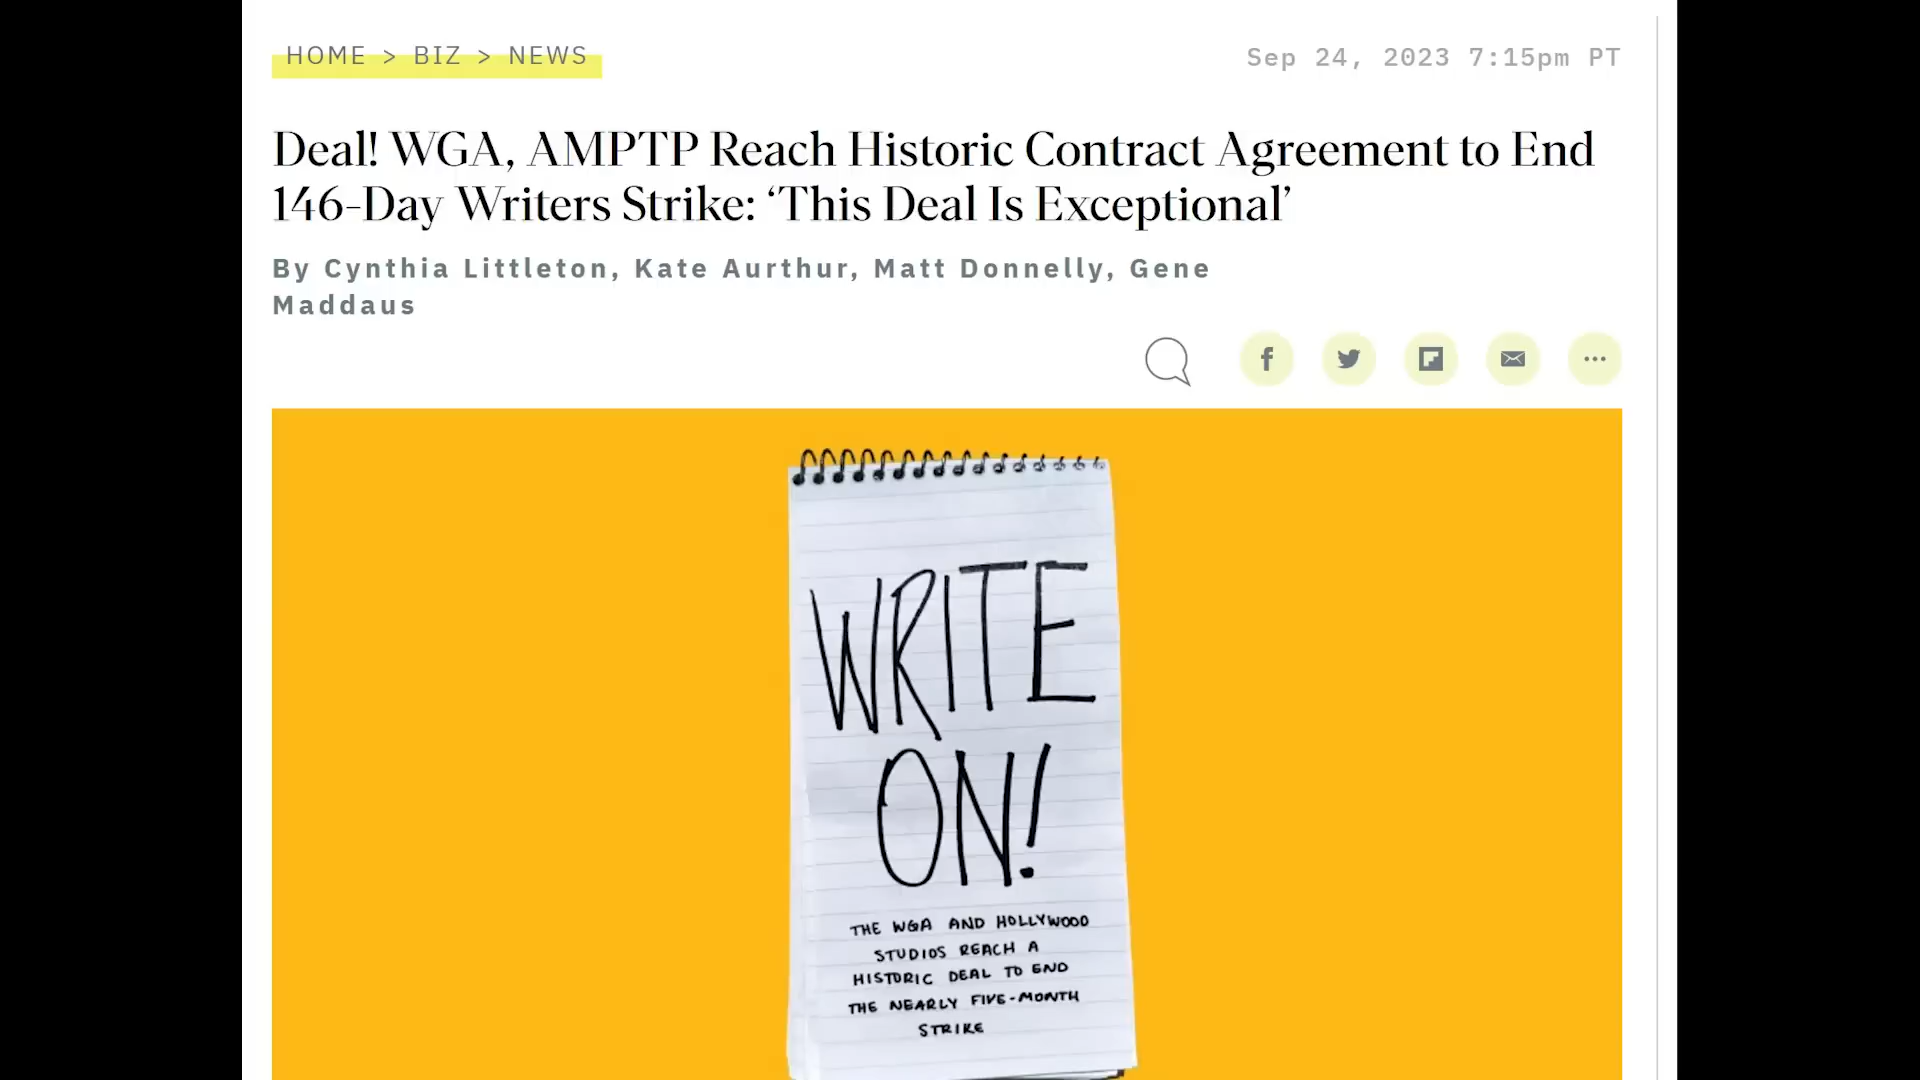 HOME > BIZ > NEWS
Sep 24, 2023 7:15pm PT
Deal! WGA, AMPTP Reach Historic Contract Agreement to End
146-Day Writers Strike: ‘This Deal Is Exceptional’
By Cynthia Littleton, Kate Aurthur, Matt Donnelly, Gene
Maddaus
WRITE
ON!
THE WGA AND HOLLYWOOD
STUDIOS REACH A
HISTORIC DEAL TO END
THE NEARLY FIVE-MONTH
STRIKE